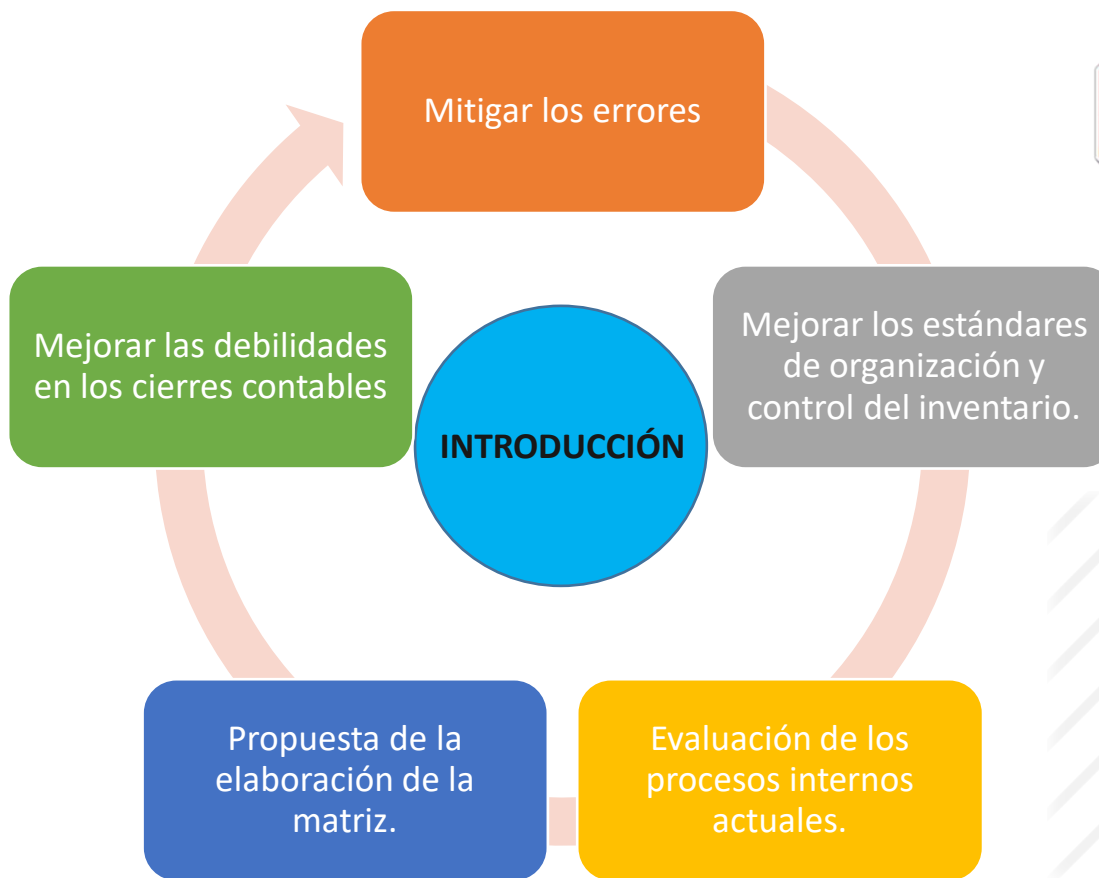 Mitigar los errores
Mejorar los estándares
de organización y
control del inventario.
Evaluación de los
procesos internos
actuales.
Propuesta de la
elaboración de la
matriz.
Mejorar las debilidades
en los cierres contables
INTRODUCCIÓN